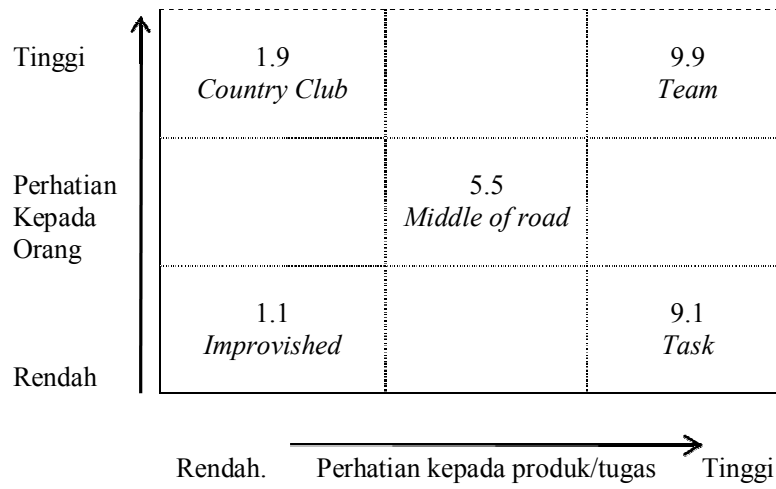 Tinggi
1.9
Country Club
9.9
Team
Perhatian
Kepada
Orang
5.5
Middle of road
1.1
Improvished
9.1
Task
Rendah
Rendah. Perhatian kepada produk/tugas Tinggi